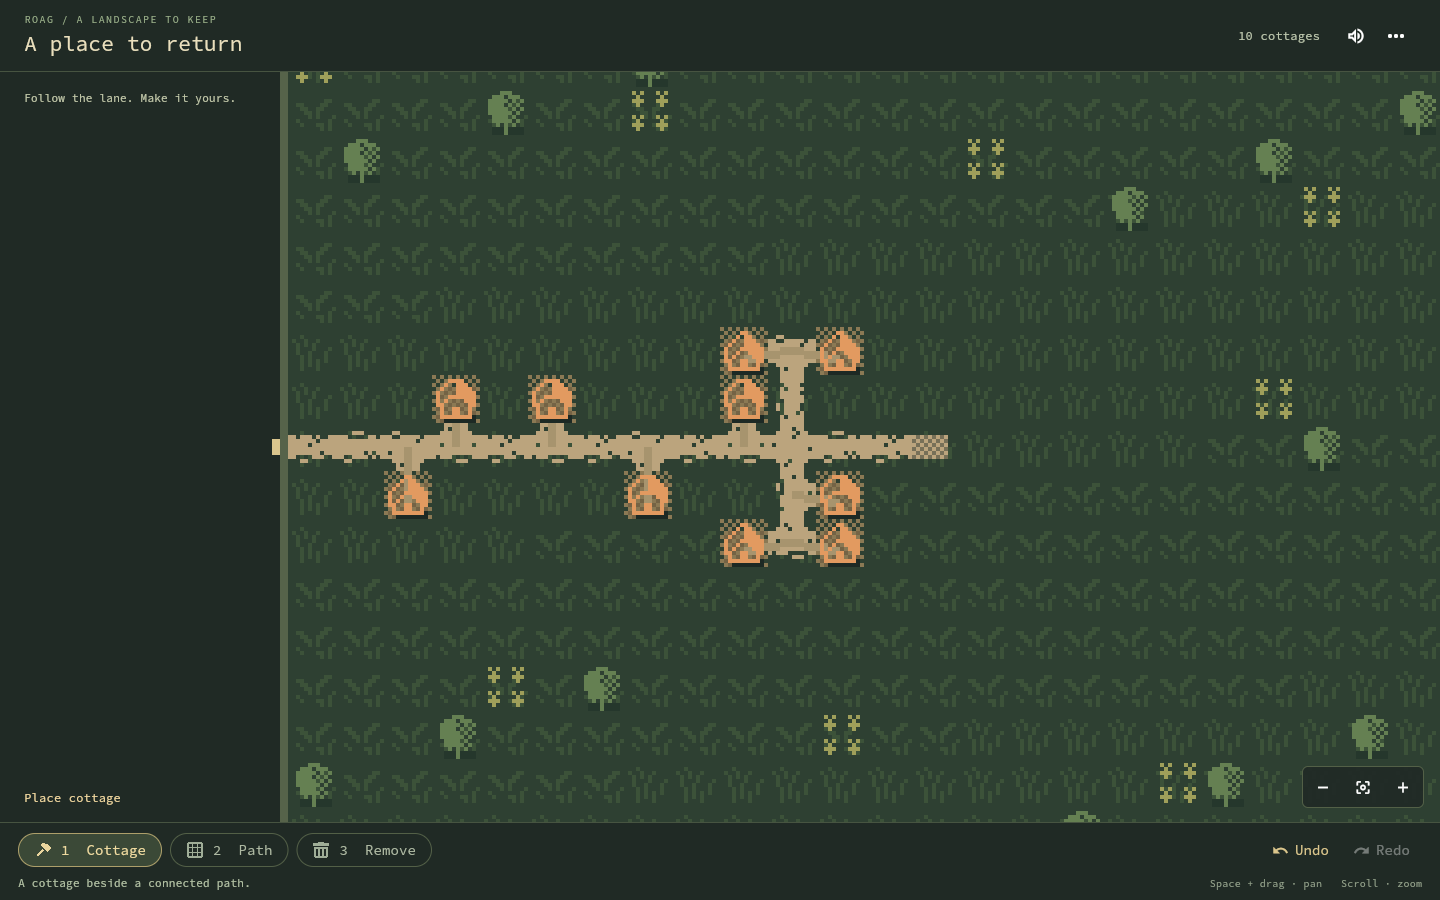 ROAG / A LANDSCAPE TO KEEP
A place to return
10 cottages
Follow the lane. Make it yours.
Place cottage
1 Cottage
2 Path
3 Remove
Undo
Redo
A cottage beside a connected path.
Space + drag · pan
Scroll · zoom